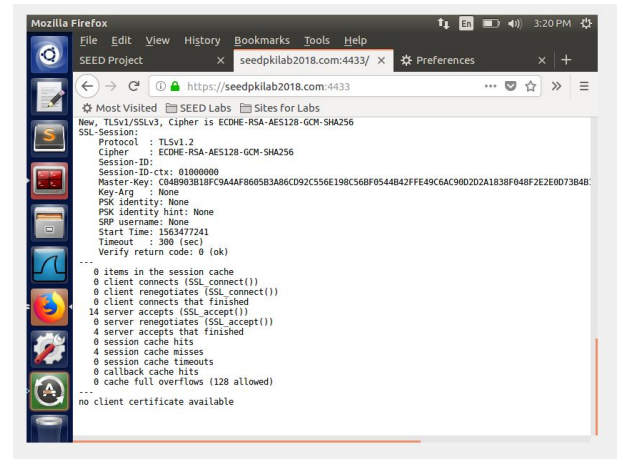 Mozilla Firefox
En
3:20 PM
File Edit View History Bookmarks Tools Help
SEED Project × seedpkilab2018.com:4433/ × Preferences × +
https://seedpkilab2018.com:4433
Most Visited SEED Labs Sites for Labs
New, TLSv1/SSLv3, Cipher is ECDHE-RSA-AES128-GCM-SHA256
SSL-Session:
Protocol : TLSv1.2
Cipher : ECDHE-RSA-AES128-GCM-SHA256
Session-ID:
Session-ID-ctx: 01000000
Master-Key: C04B903B18FC9A4AF8605B3A86CD92C556E198C56BF0544B42FFE49C6AC90D2D2A1838F048F2E2E0D73B4B
Key-Arg : None
PSK identity: None
PSK identity hint: None
SRP username: None
Start Time: 1563477241
Timeout : 300 (sec)
Verify return code: 0 (ok)
---
0 items in the session cache
0 client connects (SSL_connect())
0 client renegotiates (SSL_connect())
0 client connects that finished
14 server accepts (SSL_accept())
0 server renegotiates (SSL_accept())
4 server accepts that finished
0 session cache hits
4 session cache misses
0 session cache timeouts
0 callback cache hits
0 cache full overflows (128 allowed)
---
no client certificate available